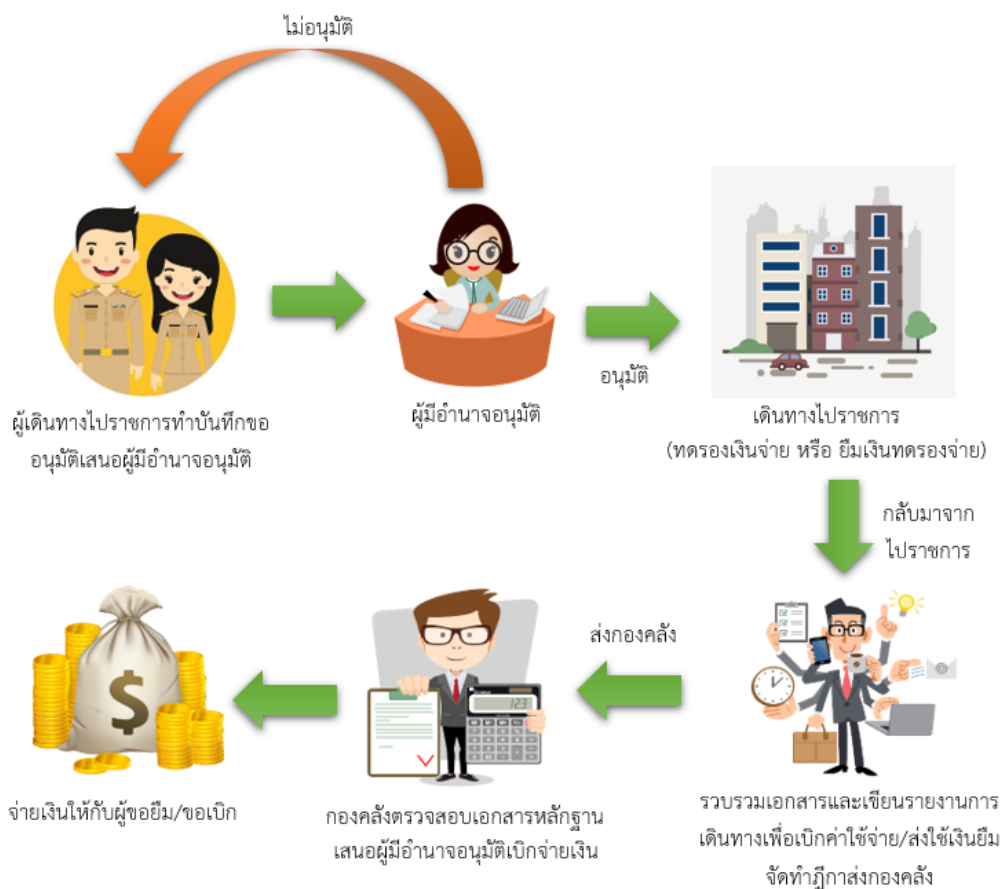 ไม่อนุมัติ
ผู้เดินทางไปราชการทำบันทึกขอ
อนุมัติเสนอผู้มีอำนาจอนุมัติ
ผู้มีอำนาจอนุมัติ
อนุมัติ
เดินทางไปราชการ
(ทดรองเงินจ่าย หรือ ยืมเงินทดรองจ่าย)
กลับมาจาก
ไปราชการ
รวบรวมเอกสารและเขียนรายงานการ
เดินทางเพื่อเบิกค่าใช้จ่าย/ส่งใช้เงินยืม
จัดทำฎีกาส่งกองคลัง
ส่งกองคลัง
123
กองคลังตรวจสอบเอกสารหลักฐาน
เสนอผู้มีอำนาจอนุมัติเบิกจ่ายเงิน
$
จ่ายเงินให้กับผู้ขอยืม/ขอเบิก